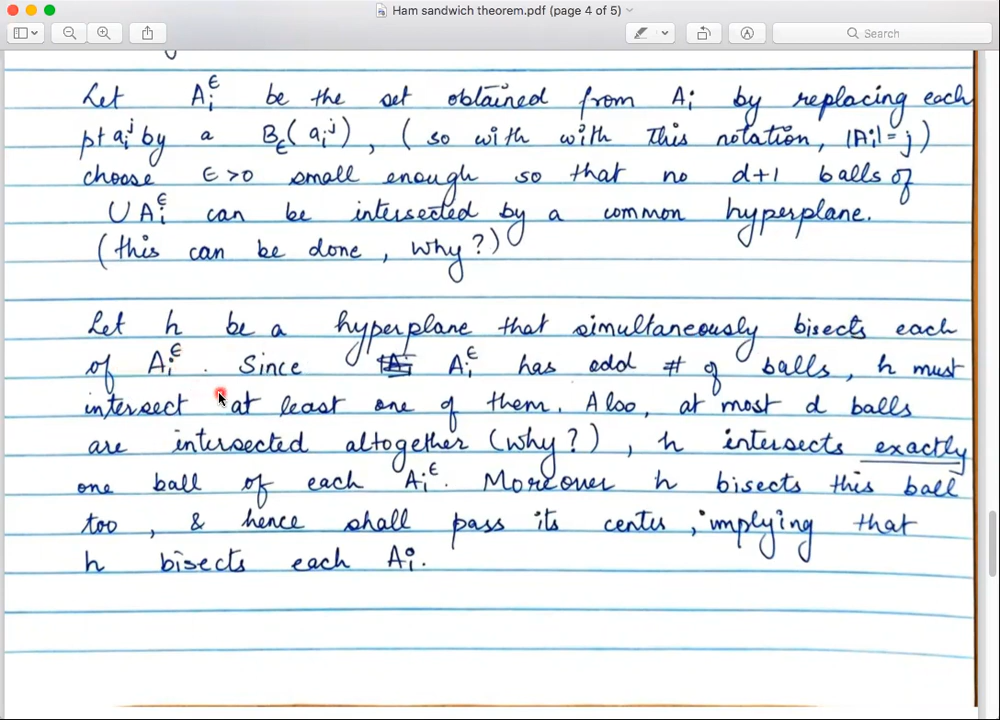 Ham sandwich theorem.pdf (page 4 of 5)
Search
Let A_i^ϵ be the set obtained from A_i by replacing each
pt a_i^j by a B_ϵ(a_i^j), (so with with this notation, |A_i|=j)
choose ϵ>0 small enough so that no d+1 balls of
∪A_i^ϵ can be intersected by a common hyperplane.
(this can be done, why?)
Let h be a hyperplane that simultaneously bisects each
of A_i^ϵ. Since A_i^ϵ has odd # of balls, h must
intersect at least one of them. Also, at most d balls
are intersected altogether (why?), h intersects exactly
one ball of each A_i^ϵ. Moreover h bisects this ball
too, & hence shall pass its center, implying that
h bisects each A_i.